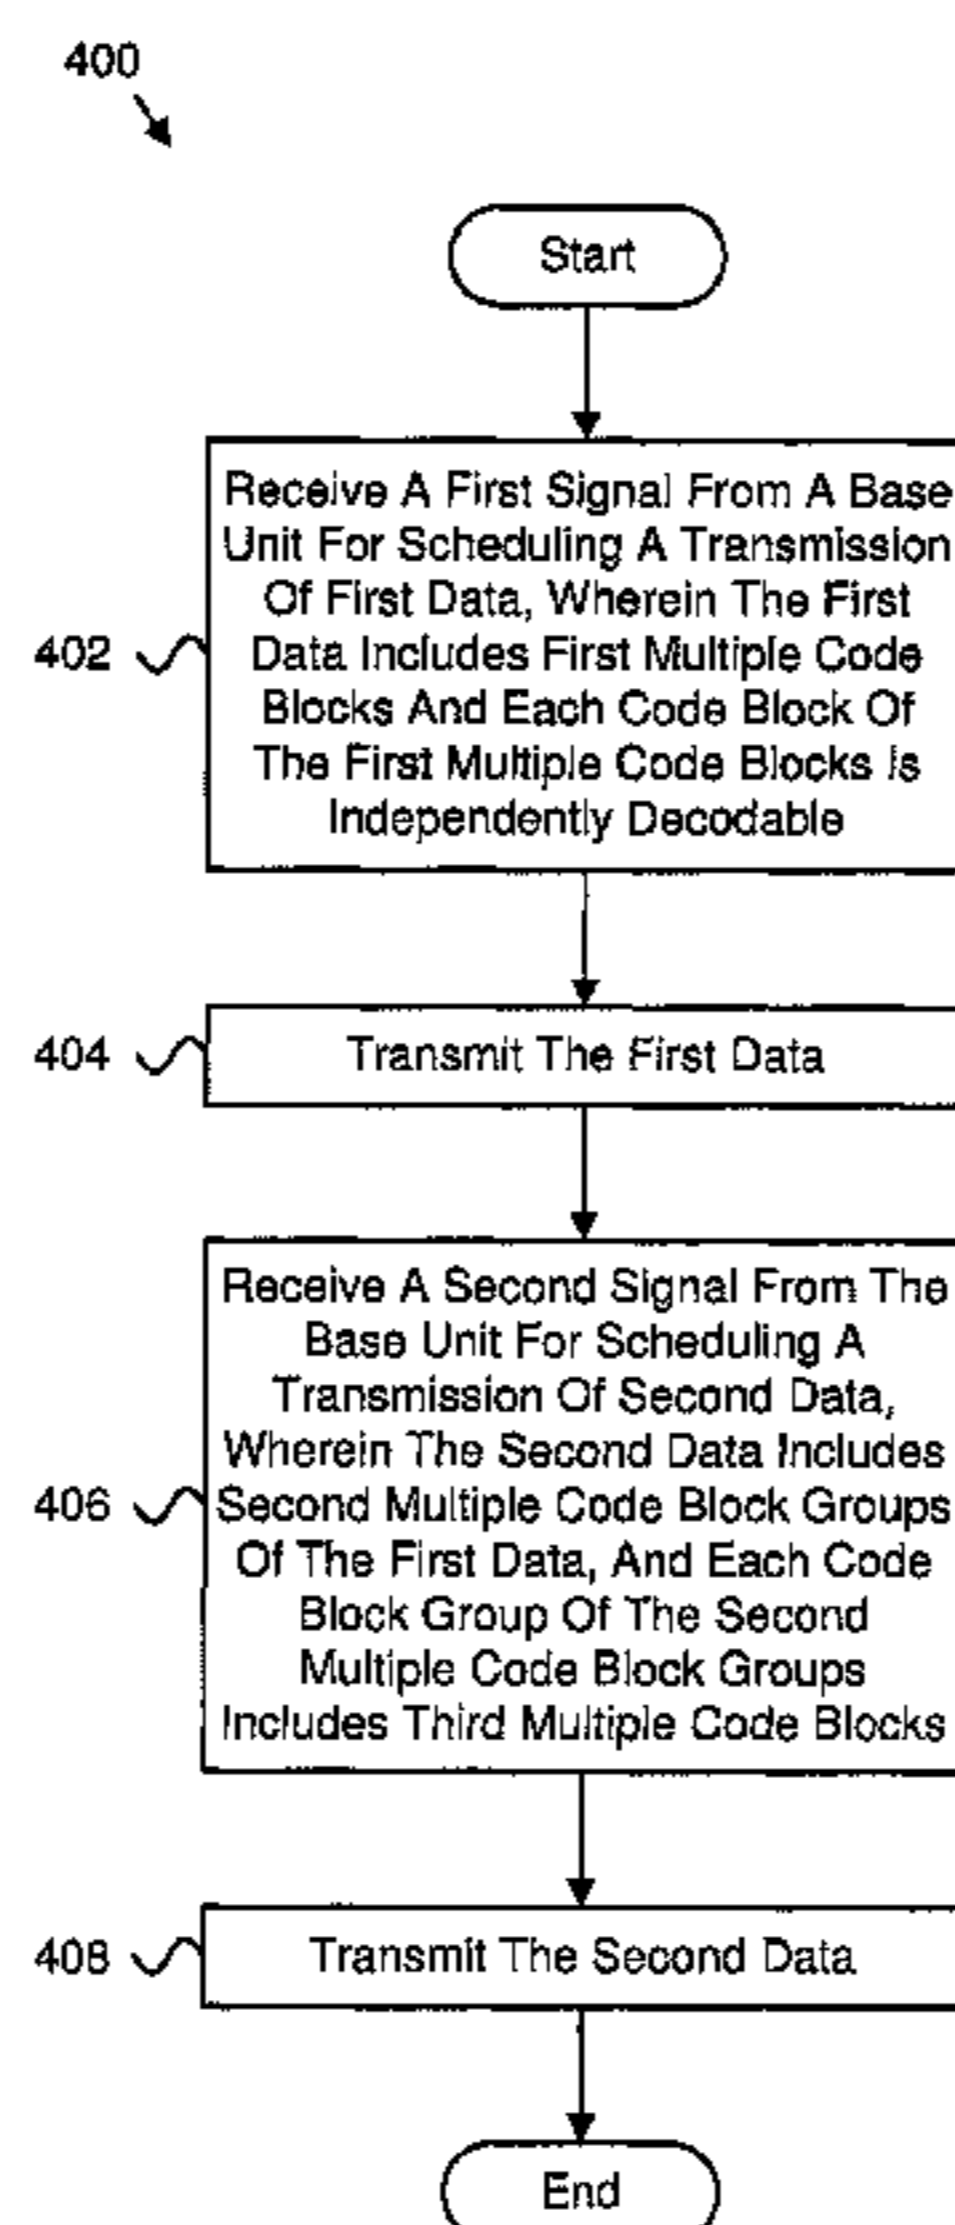 400
Start
Receive A First Signal From A Base
Unit For Scheduling A Transmission
Of First Data, Wherein The First
Data Includes First Multiple Code
Blocks And Each Code Block Of
The First Multiple Code Blocks Is
Independently Decodable
402
Transmit The First Data
404
Receive A Second Signal From The
Base Unit For Scheduling A
Transmission Of Second Data,
Wherein The Second Data Includes
Second Multiple Code Block Groups
Of The First Data, And Each Code
Block Group Of The Second
Multiple Code Block Groups
Includes Third Multiple Code Blocks
406
Transmit The Second Data
408
End